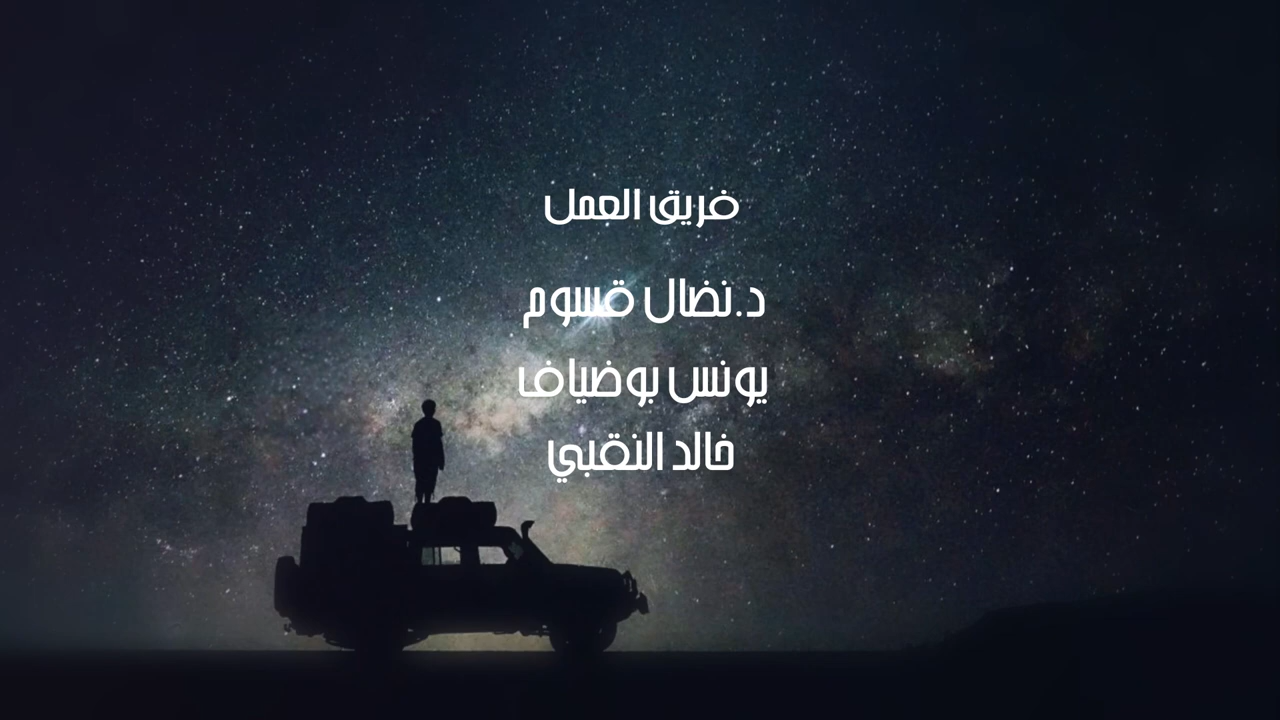 فريق العمل
د.نضال قسوم
يونس بوضياف
خالد النقبي